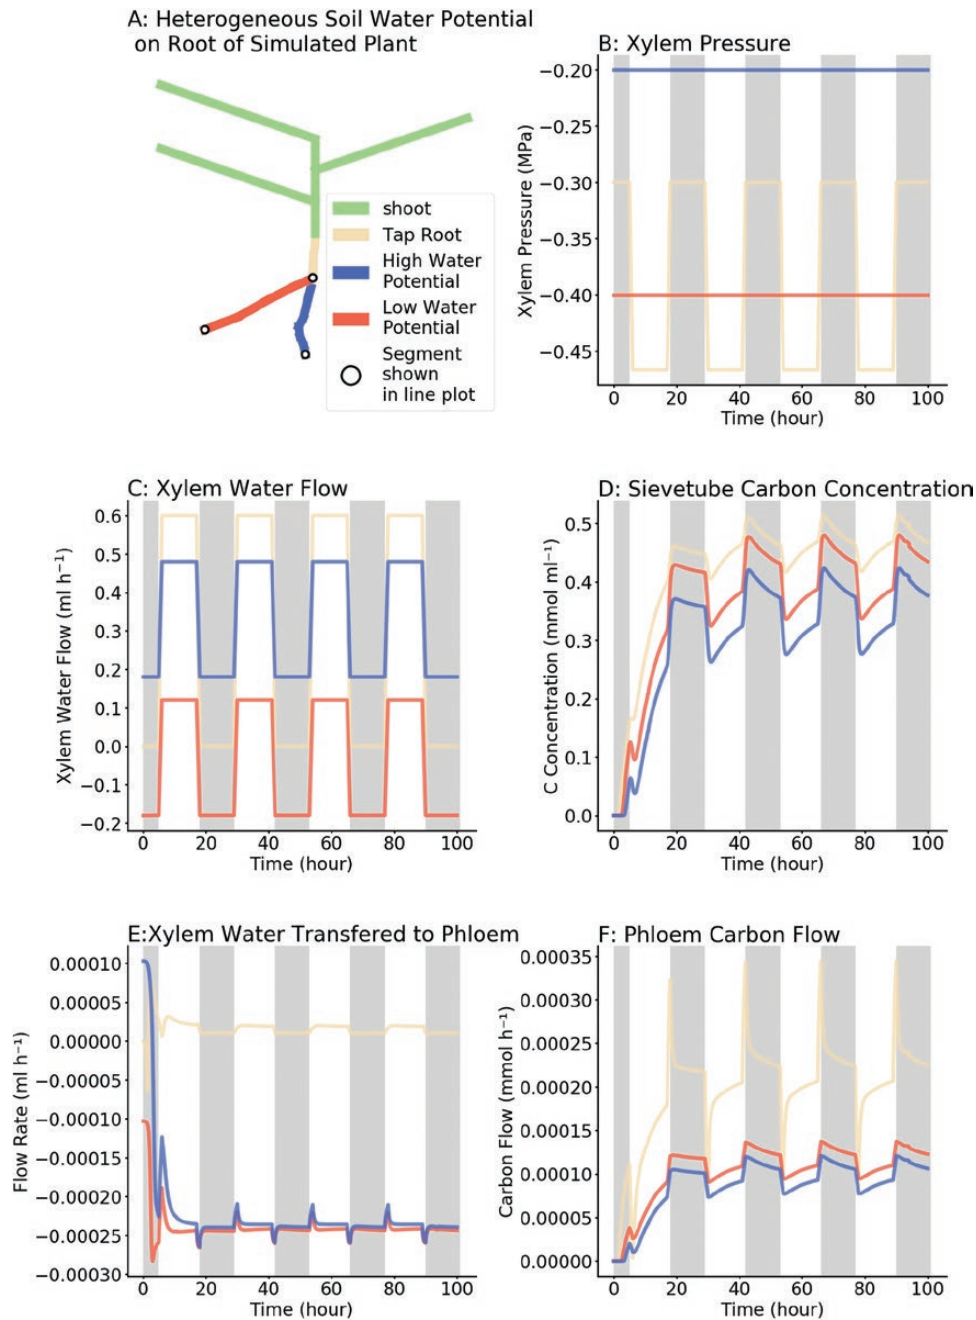 A: Heterogeneous Soil Water Potential
on Root of Simulated Plant
shoot
Tap Root
High Water
Potential
Low Water
Potential
Segment
shown
in line plot
B: Xylem Pressure
Xylem Pressure (MPa)
−0.20
−0.30
−0.35
−0.40
−0.45
0 20 40 60 80 100
Time (hour)
C: Xylem Water Flow
Xylem Water Flow (ml h⁻¹)
0.6
0.5
0.4
0.3
0.2
0.1
0.0
−0.1
−0.2
0 20 40 60 80 100
Time (hour)
D: Sievetube Carbon Concentration
C Concentration (mmol ml⁻¹)
0.5
0.4
0.3
0.2
0.1
0.0
0 20 40 60 80 100
Time (hour)
E:Xylem Water Transfered to Phloem
Flow Rate (ml h⁻¹)
0.00010
0.00005
0.00000
−0.00005
−0.00010
−0.00015
−0.00020
−0.00025
−0.00030
0 20 40 60 80 100
Time (hour)
F: Phloem Carbon Flow
Carbon Flow (mmol h⁻¹)
0.00035
0.00030
0.00025
0.00020
0.00015
0.00010
0.00005
0.00000
0 20 40 60 80 100
Time (hour)